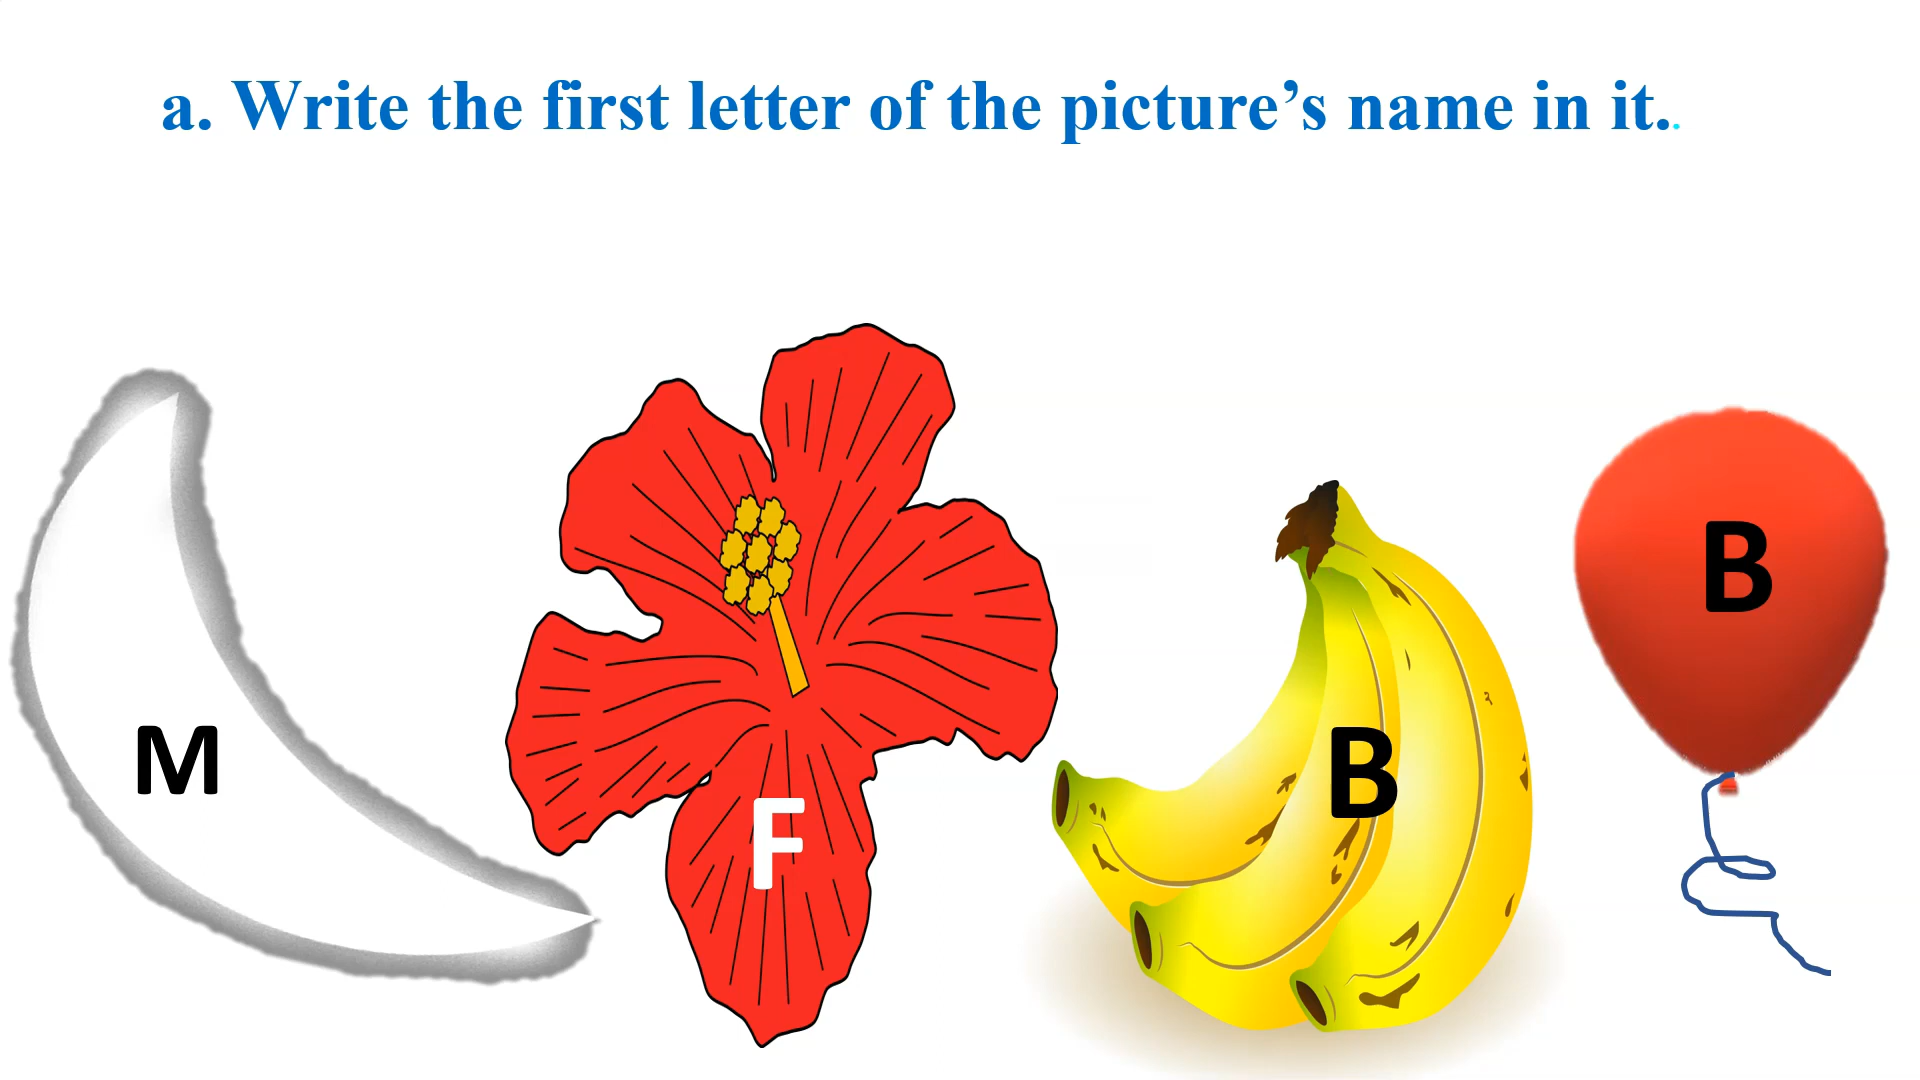 a. Write the first letter of the picture’s name in it..
M
F
B
B